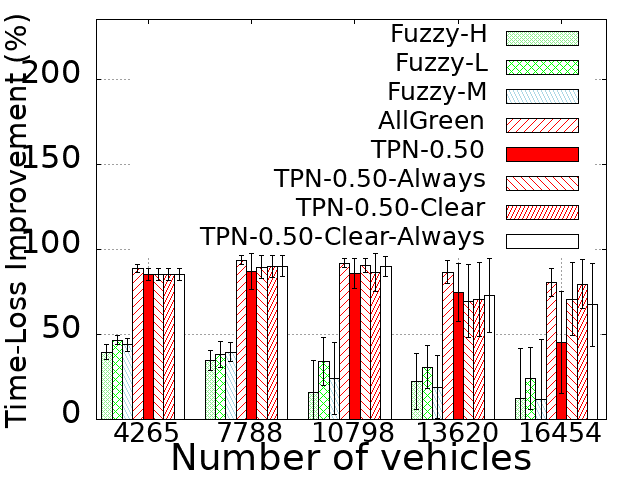 Time-Loss Improvement (%)
200
150
100
50
0
Fuzzy-H
Fuzzy-L
Fuzzy-M
AllGreen
TPN-0.50
TPN-0.50-Always
TPN-0.50-Clear
TPN-0.50-Clear-Always
4265 7788 10798 13620 16454
Number of vehicles